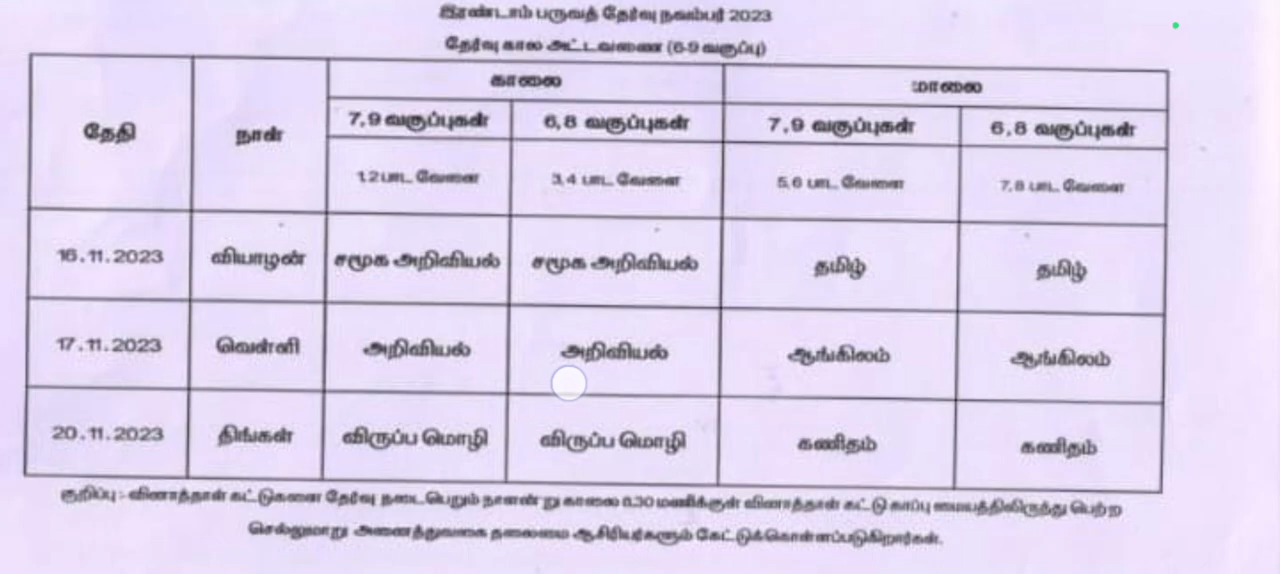 இரண்டாம் பருவத் தேர்வு நவம்பர் 2023
தேர்வு கால அட்டவணை (6-9 வகுப்பு)
தேதி நாள் காலை மாலை
7,9 வகுப்புகள் 6,8 வகுப்புகள் 7,9 வகுப்புகள் 6,8 வகுப்புகள்
1,2 பாட வேளை 3,4 பாட வேளை 5,6 பாட வேளை 7,8 பாட வேளை
16.11.2023 வியாழன் சமூக அறிவியல் சமூக அறிவியல் தமிழ் தமிழ்
17.11.2023 வெள்ளி அறிவியல் அறிவியல் ஆங்கிலம் ஆங்கிலம்
20.11.2023 திங்கள் விருப்ப மொழி விருப்ப மொழி கணிதம் கணிதம்
குறிப்பு :- வினாத்தாள் கட்டுகளை தேர்வு நடைபெறும் நாளன்று காலை 8.30 மணிக்குள் வினாத்தாள் கட்டு காப்பு மையத்திலிருந்து பெற்ற
செல்லுமாறு அனைத்துவகை தலைமை ஆசிரியர்களும் கேட்டுக்கொள்ளப்படுகிறார்கள்.